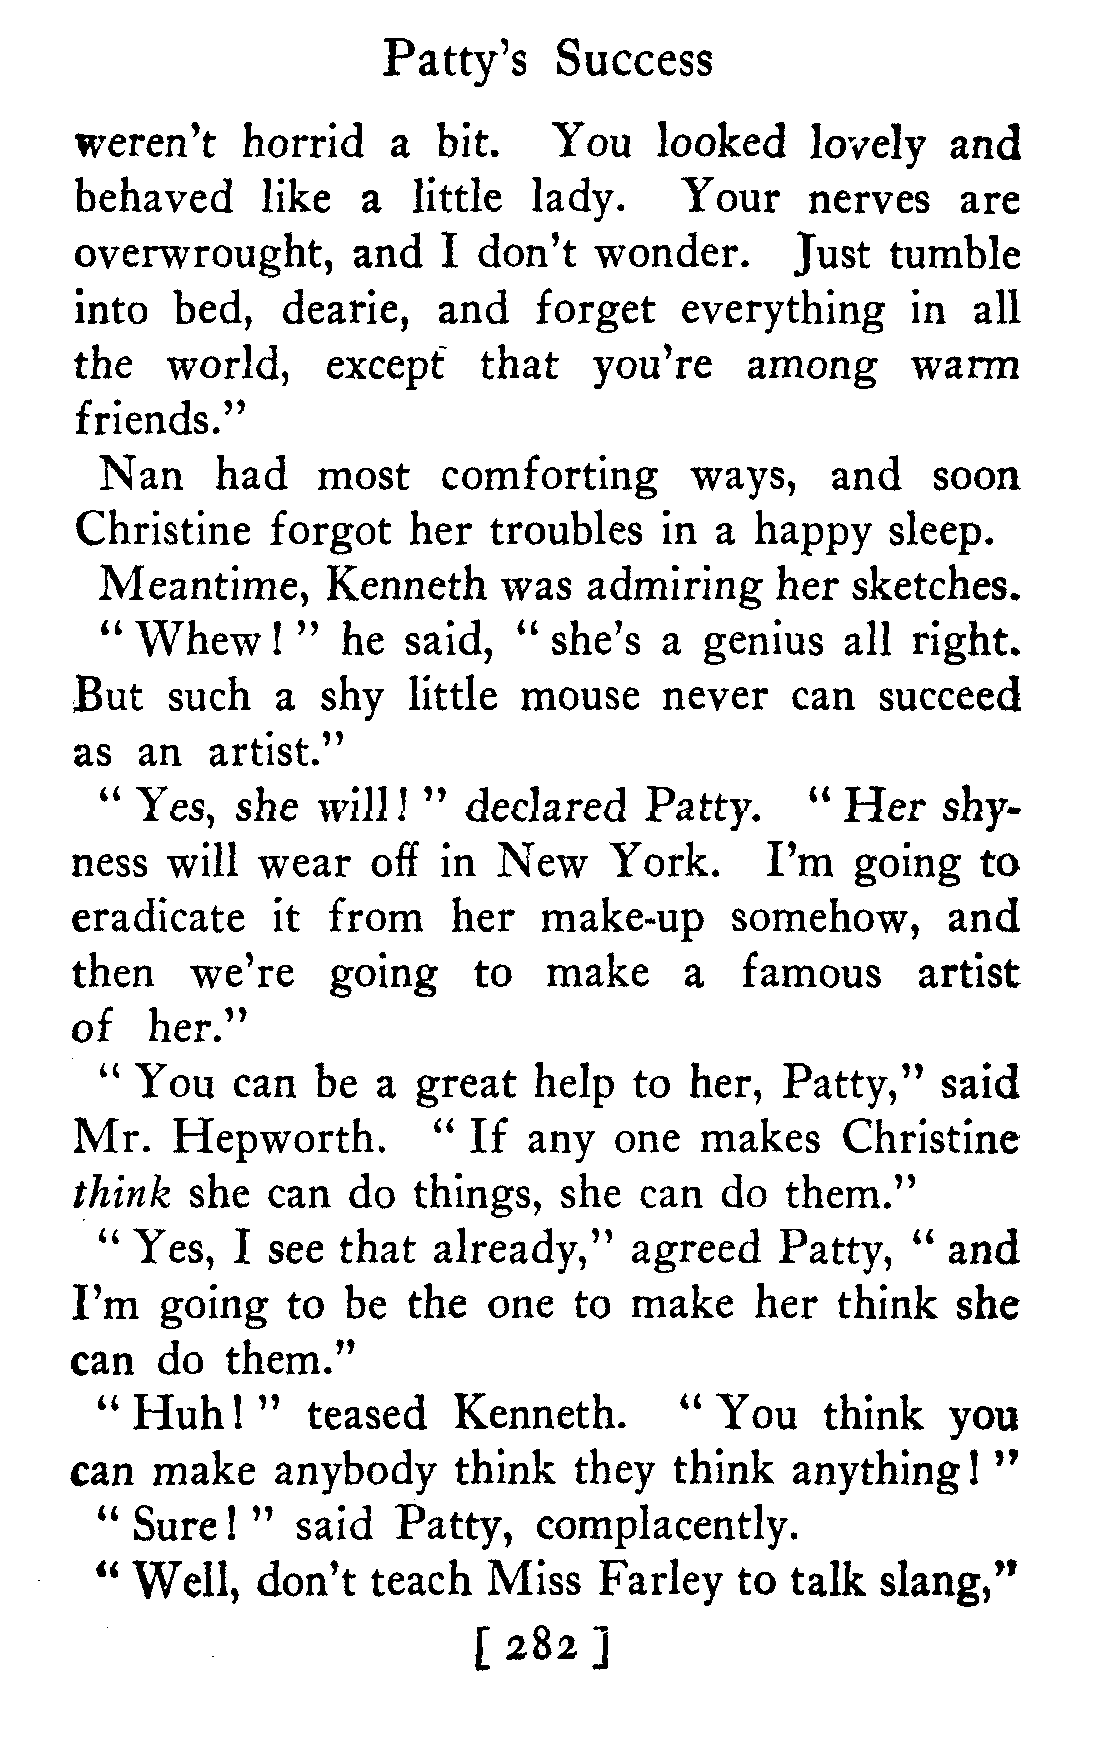 Patty's Success
weren't horrid a bit. You looked lovely and
behaved like a little lady. Your nerves are
overwrought, and I don't wonder. Just tumble
into bed, dearie, and forget everything in all
the world, except that you're among warm
friends."
Nan had most comforting ways, and soon
Christine forgot her troubles in a happy sleep.
Meantime, Kenneth was admiring her sketches.
" Whew! " he said, " she's a genius all right.
But such a shy little mouse never can succeed
as an artist."
" Yes, she will! " declared Patty. " Her shy-
ness will wear off in New York. I'm going to
eradicate it from her make-up somehow, and
then we're going to make a famous artist
of her."
" You can be a great help to her, Patty," said
Mr. Hepworth. " If any one makes Christine
think she can do things, she can do them."
" Yes, I see that already," agreed Patty, " and
I'm going to be the one to make her think she
can do them."
" Huh! " teased Kenneth. " You think you
can make anybody think they think anything! "
" Sure! " said Patty, complacently.
" Well, don't teach Miss Farley to talk slang,"
[ 282 ]